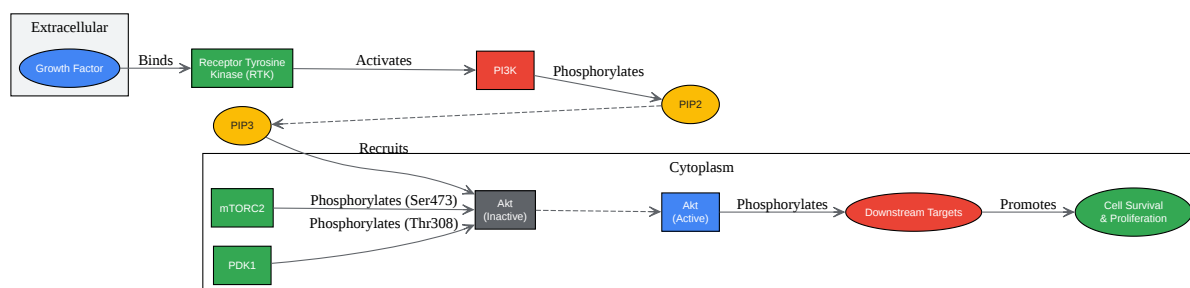 Extracellular
Growth Factor
Binds
Receptor Tyrosine
Kinase (RTK)
Activates
PI3K
Phosphorylates
PIP2
PIP3
Recruits
Cytoplasm
mTORC2
Phosphorylates (Ser473)
Phosphorylates (Thr308)
PDK1
Akt
(Inactive)
Akt
(Active)
Phosphorylates
Downstream Targets
Promotes
Cell Survival
& Proliferation